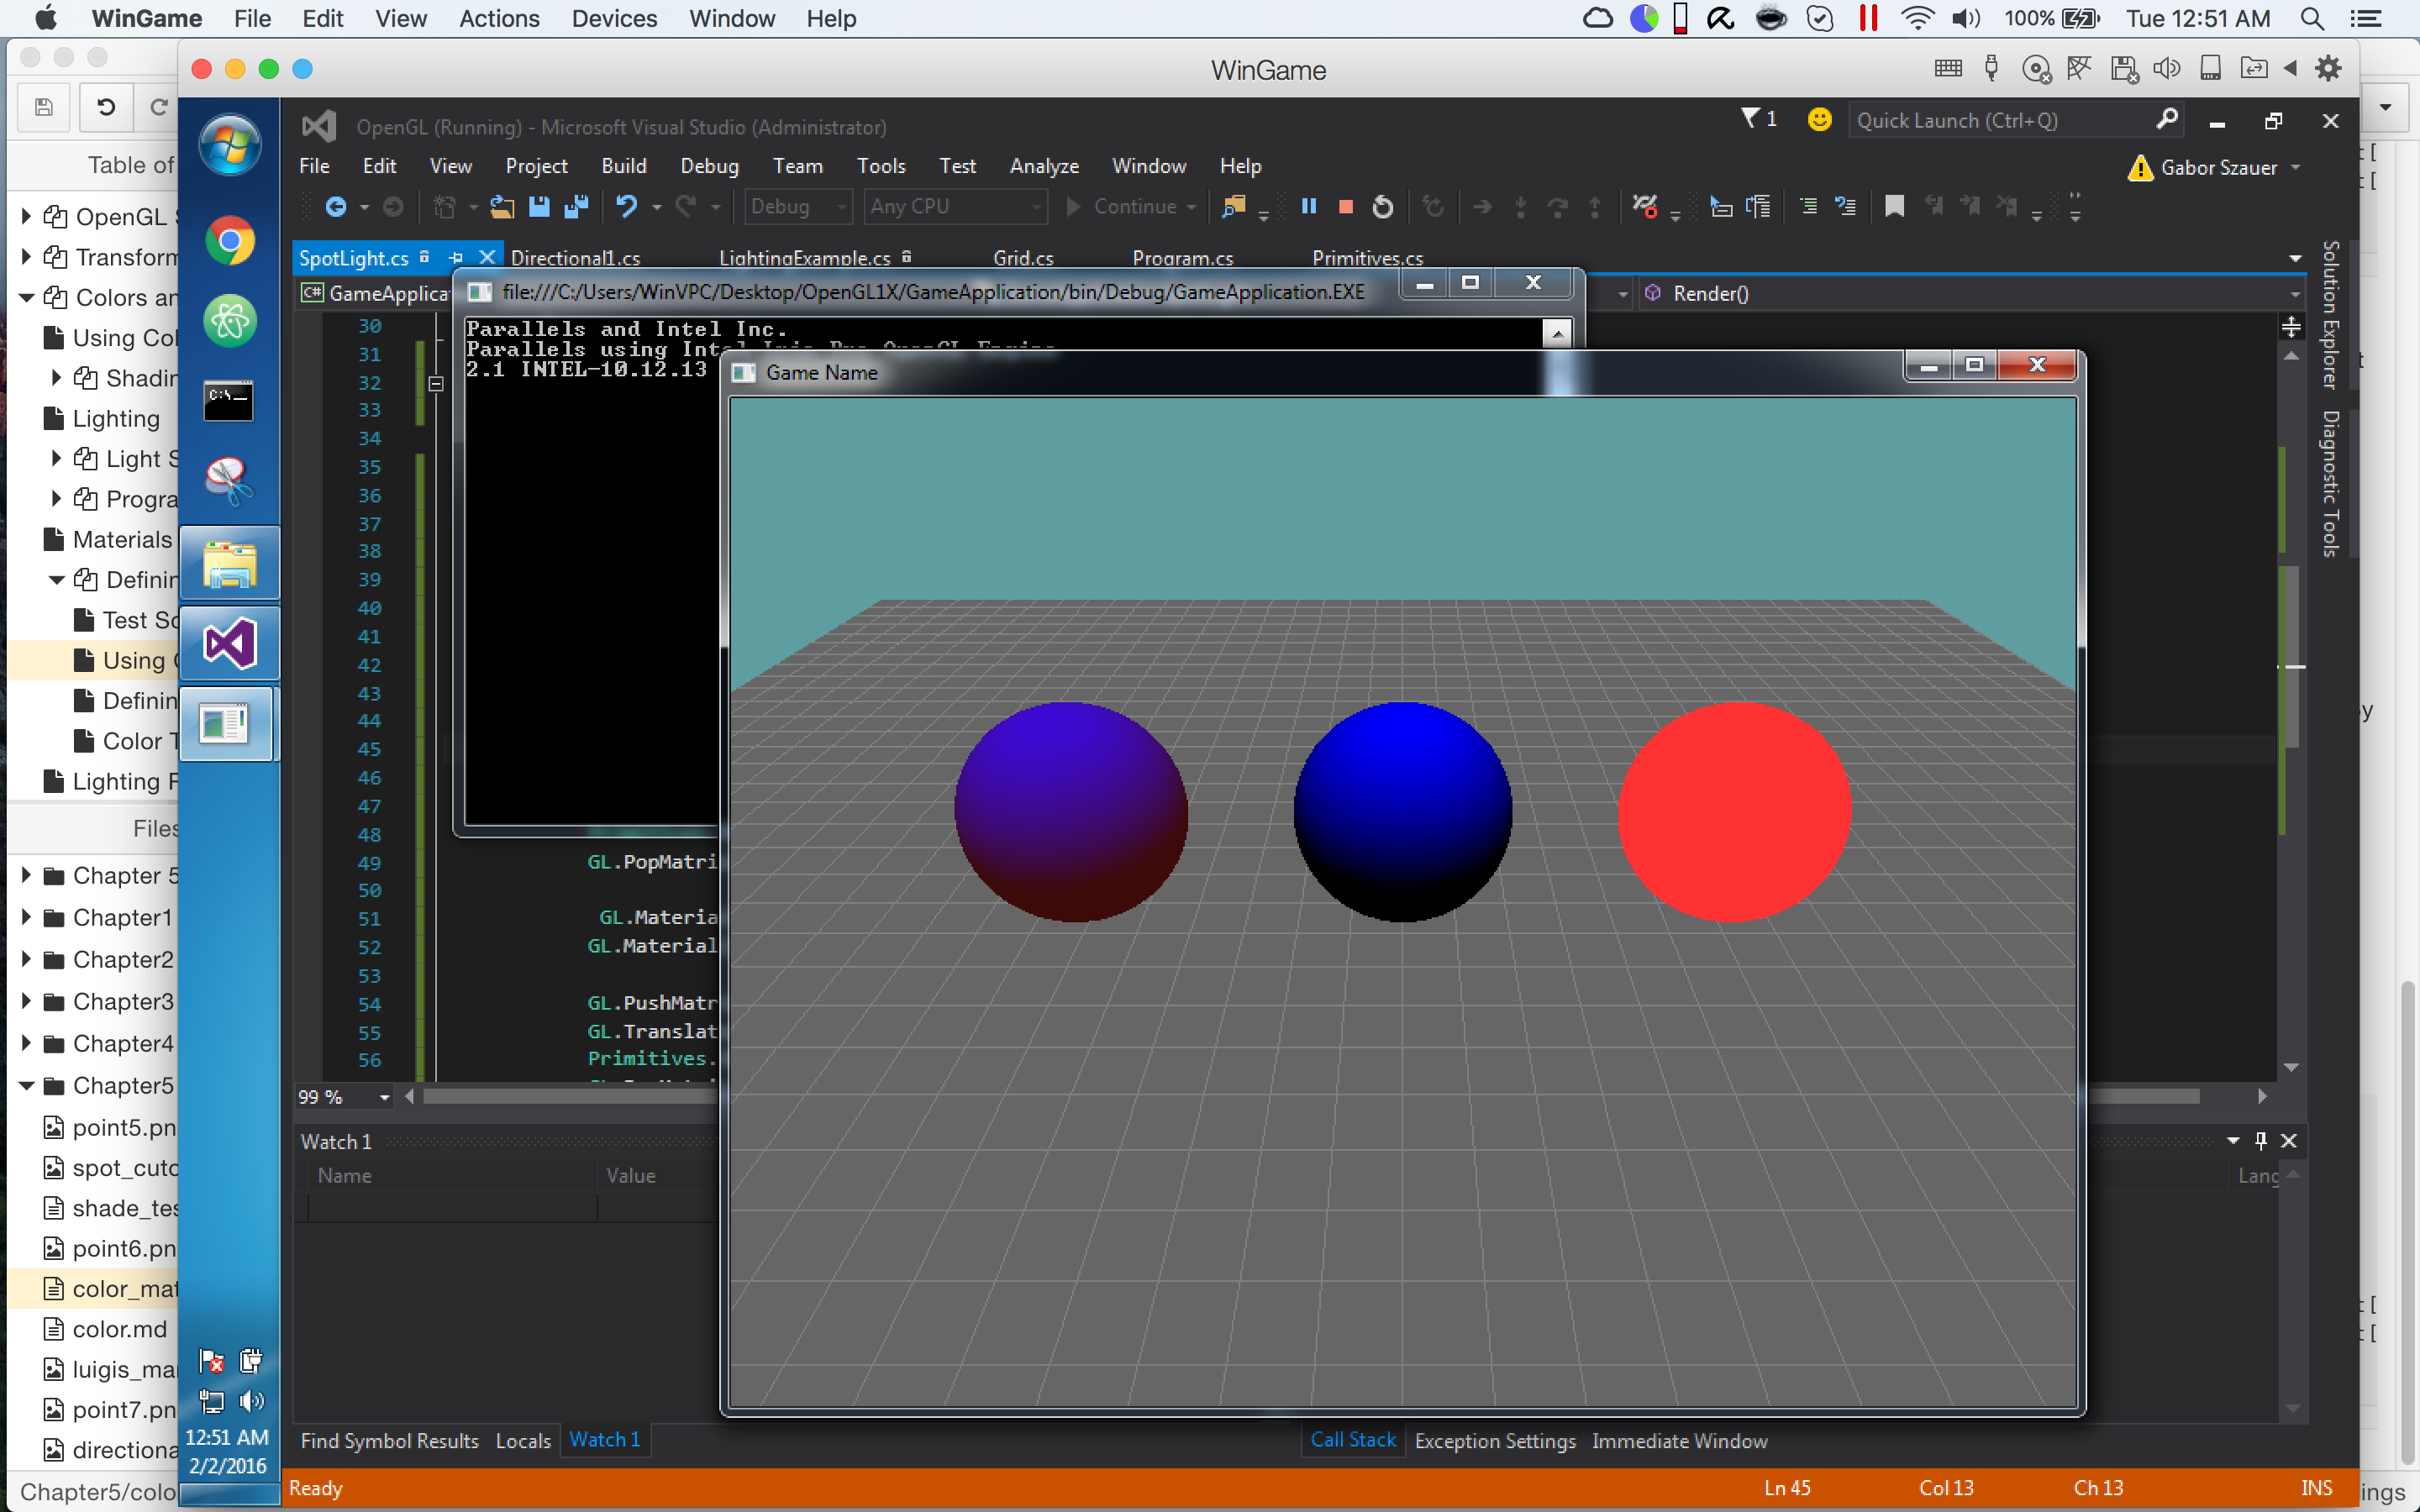 WinGame File Edit View Actions Devices Window Help 100% Tue 12:51 AM
WinGame
OpenGL (Running) - Microsoft Visual Studio (Administrator) 1 Quick Launch (Ctrl+Q)
File Edit View Project Build Debug Team Tools Test Analyze Window Help Gabor Szauer
Debug Any CPU Continue
SpotLight.cs Directional1.cs LightingExample.cs Grid.cs Program.cs Primitives.cs
C# GameApplica Render()
file:///C:/Users/WinVPC/Desktop/OpenGL1X/GameApplication/bin/Debug/GameApplication.EXE
Parallels and Intel Inc.
Parallels using Intel Iris Pro OpenGL Engine
2.1 INTEL-10.12.13
Game Name
Table of
OpenGL
Transform
Colors an
Using Col
Shadin
Lighting
Light S
Progra
Materials
Definin
Test Sc
Using
Definin
Color T
Lighting F
Files
Chapter 5
Chapter1
Chapter2
Chapter3
Chapter4
Chapter5
point5.pn
spot_cuto
shade_tes
point6.pn
color_mat
color.md
luigis_ma
point7.pn
directiona
Chapter5/colo
C:\
12:51 AM
2/2/2016
30
31
32
33
34
35
36
37
38
39
40
41
42
43
44
45
46
47
48
49 GL.PopMatri
50
51 GL.Materia
52 GL.Material
53
54 GL.PushMatr
55 GL.Translat
56 Primitives.
99 %
Watch 1
Name Value Lang
Find Symbol Results Locals Watch 1 Call Stack Exception Settings Immediate Window
Ready Ln 45 Col 13 Ch 13 INS
Solution Explorer
Diagnostic Tools
t [
t [
t
y
t [
t [
ings